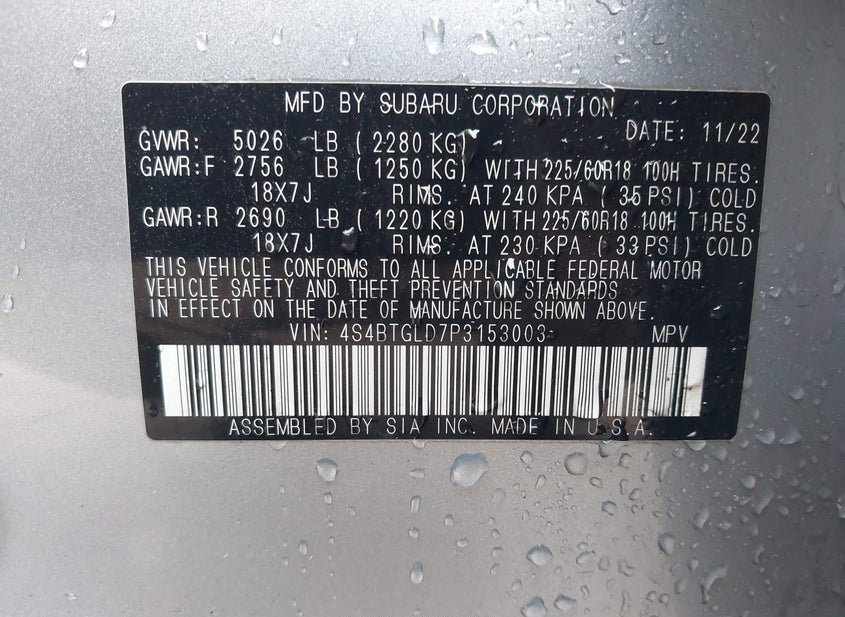 MFD BY SUBARU CORPORATION
DATE: 11/22
GVWR: 5026 LB (2280 KG)
GAWR:F 2756 LB (1250 KG) WITH 225/60R18 100H TIRES.
18X7J RIMS. AT 240 KPA (35 PSI) COLD
GAWR:R 2690 LB (1220 KG) WITH 225/60R18 100H TIRES.
18X7J RIMS. AT 230 KPA (33 PSI) COLD
THIS VEHICLE CONFORMS TO ALL APPLICABLE FEDERAL MOTOR
VEHICLE SAFETY AND THEFT PREVENTION STANDARDS
IN EFFECT ON THE DATE OF MANUFACTURE SHOWN ABOVE.
VIN: 4S4BTGLD7P3153003 MPV
ASSEMBLED BY SIA INC. MADE IN U.S.A.